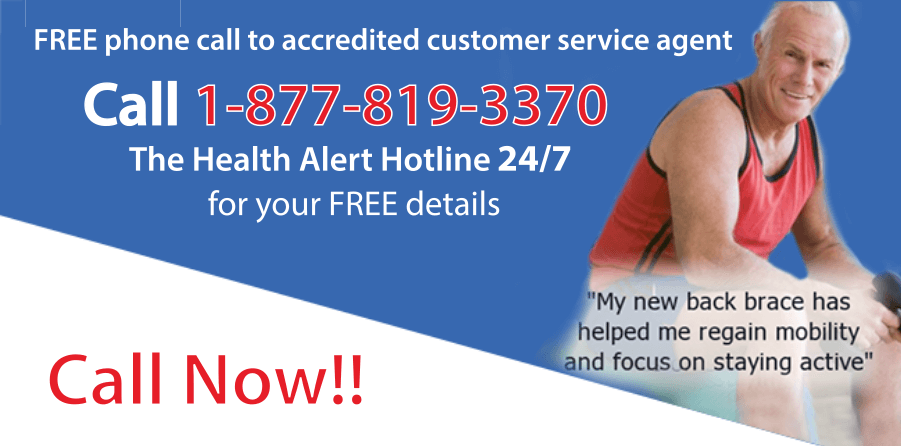 FREE phone call to accredited customer service agent
Call 1-877-819-3370
The Health Alert Hotline 24/7
for your FREE details
"My new back brace has
helped me regain mobility
and focus on staying active"
Call Now!!